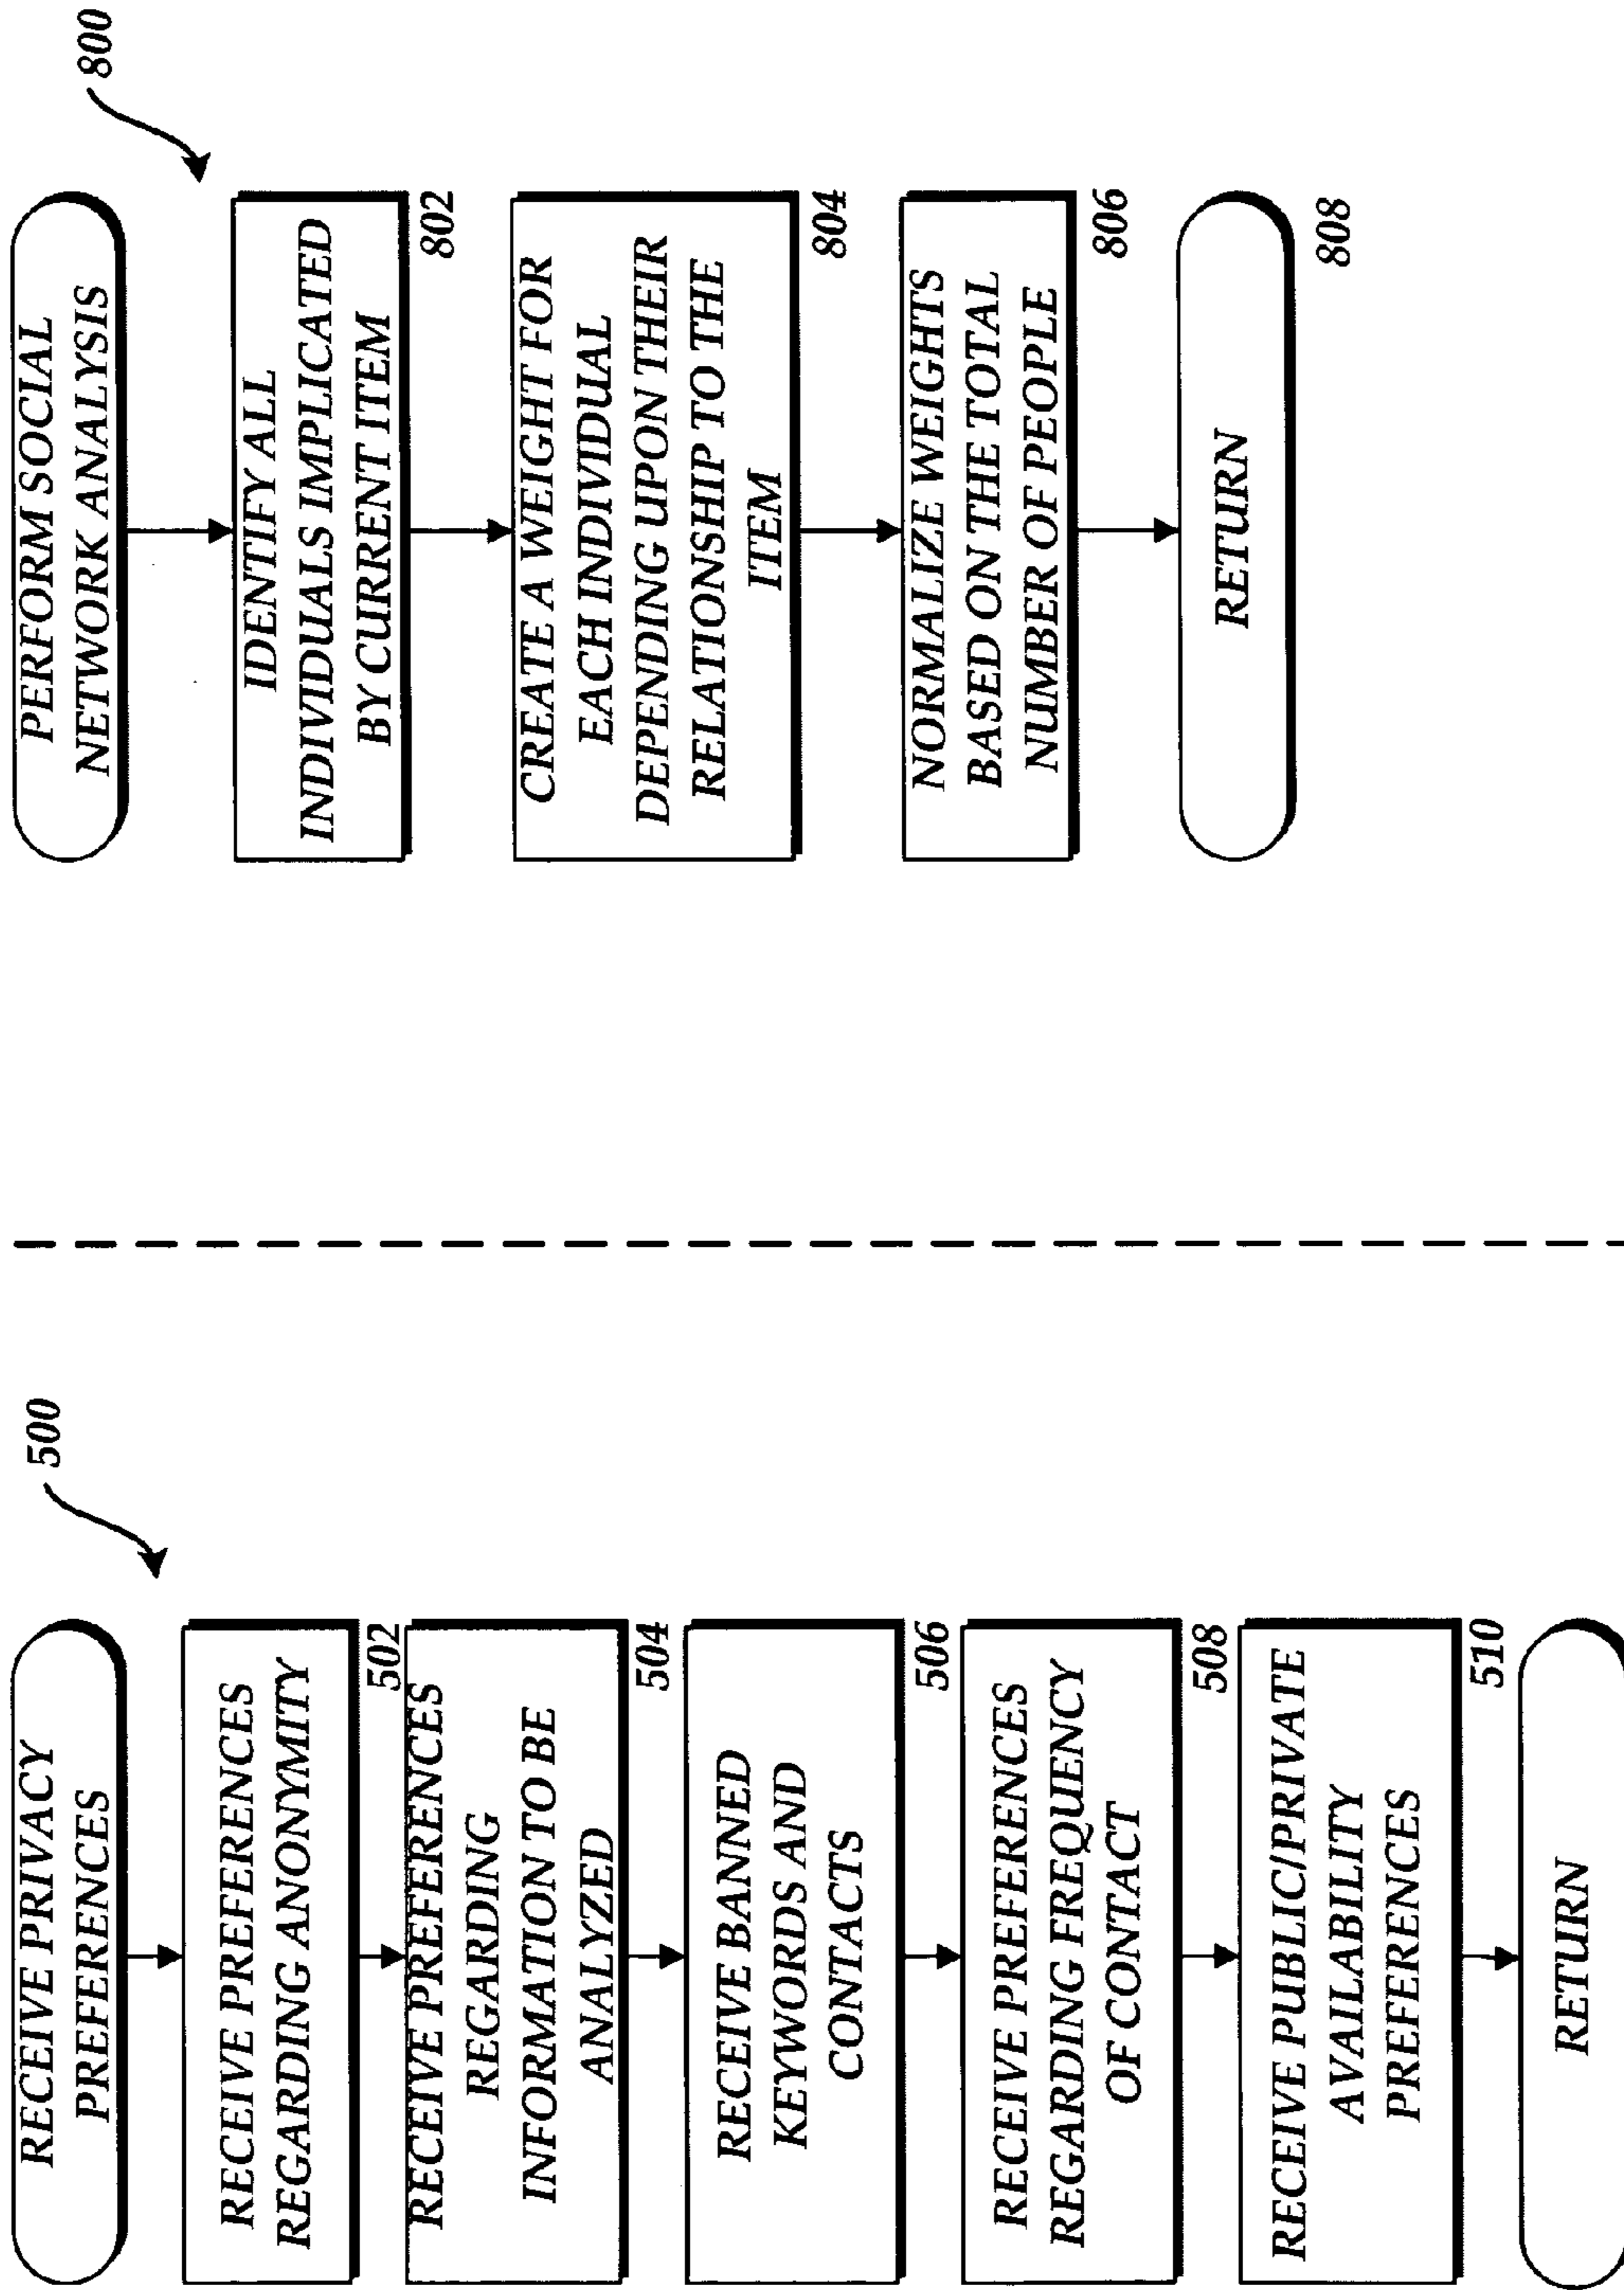 RECEIVE PRIVACY
PREFERENCES
500
RECEIVE PREFERENCES
REGARDING ANONYMITY
502
RECEIVE PREFERENCES
REGARDING
INFORMATION TO BE
ANALYZED
504
RECEIVE BANNED
KEYWORDS AND
CONTACTS
506
RECEIVE PREFERENCES
REGARDING FREQUENCY
OF CONTACT
508
RECEIVE PUBLIC/PRIVATE
AVAILABILITY
PREFERENCES
510
RETURN
PERFORM SOCIAL
NETWORK ANALYSIS
800
IDENTIFY ALL
INDIVIDUALS IMPLICATED
BY CURRENT ITEM
802
CREATE A WEIGHT FOR
EACH INDIVIDUAL
DEPENDING UPON THEIR
RELATIONSHIP TO THE
ITEM
804
NORMALIZE WEIGHTS
BASED ON THE TOTAL
NUMBER OF PEOPLE
806
RETURN
808